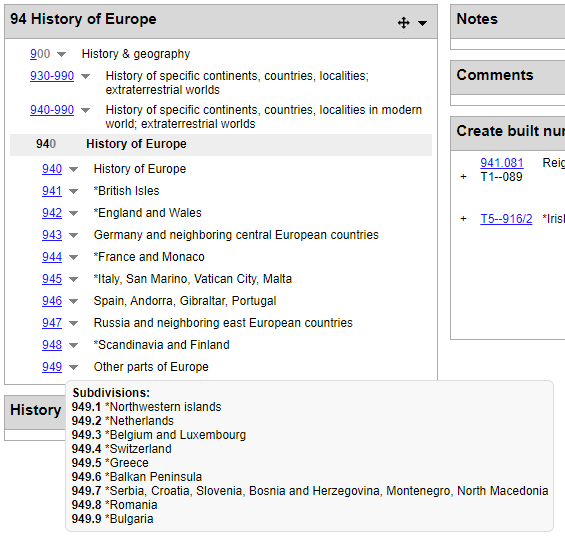 94 History of Europe
900 History & geography
930-990 History of specific continents, countries, localities;
extraterrestrial worlds
940-990 History of specific continents, countries, localities in modern
world; extraterrestrial worlds
940 History of Europe
940 History of Europe
941 *British Isles
942 *England and Wales
943 Germany and neighboring central European countries
944 *France and Monaco
945 *Italy, San Marino, Vatican City, Malta
946 Spain, Andorra, Gibraltar, Portugal
947 Russia and neighboring east European countries
948 *Scandinavia and Finland
949 Other parts of Europe
Subdivisions:
949.1 *Northwestern islands
949.2 *Netherlands
949.3 *Belgium and Luxembourg
949.4 *Switzerland
949.5 *Greece
949.6 *Balkan Peninsula
949.7 *Serbia, Croatia, Slovenia, Bosnia and Herzegovina, Montenegro, North Macedonia
949.8 *Romania
949.9 *Bulgaria
History
Notes
Comments
Create built nu
941.081 Reig
+ T1--089
+ T5--916/2 *Iris